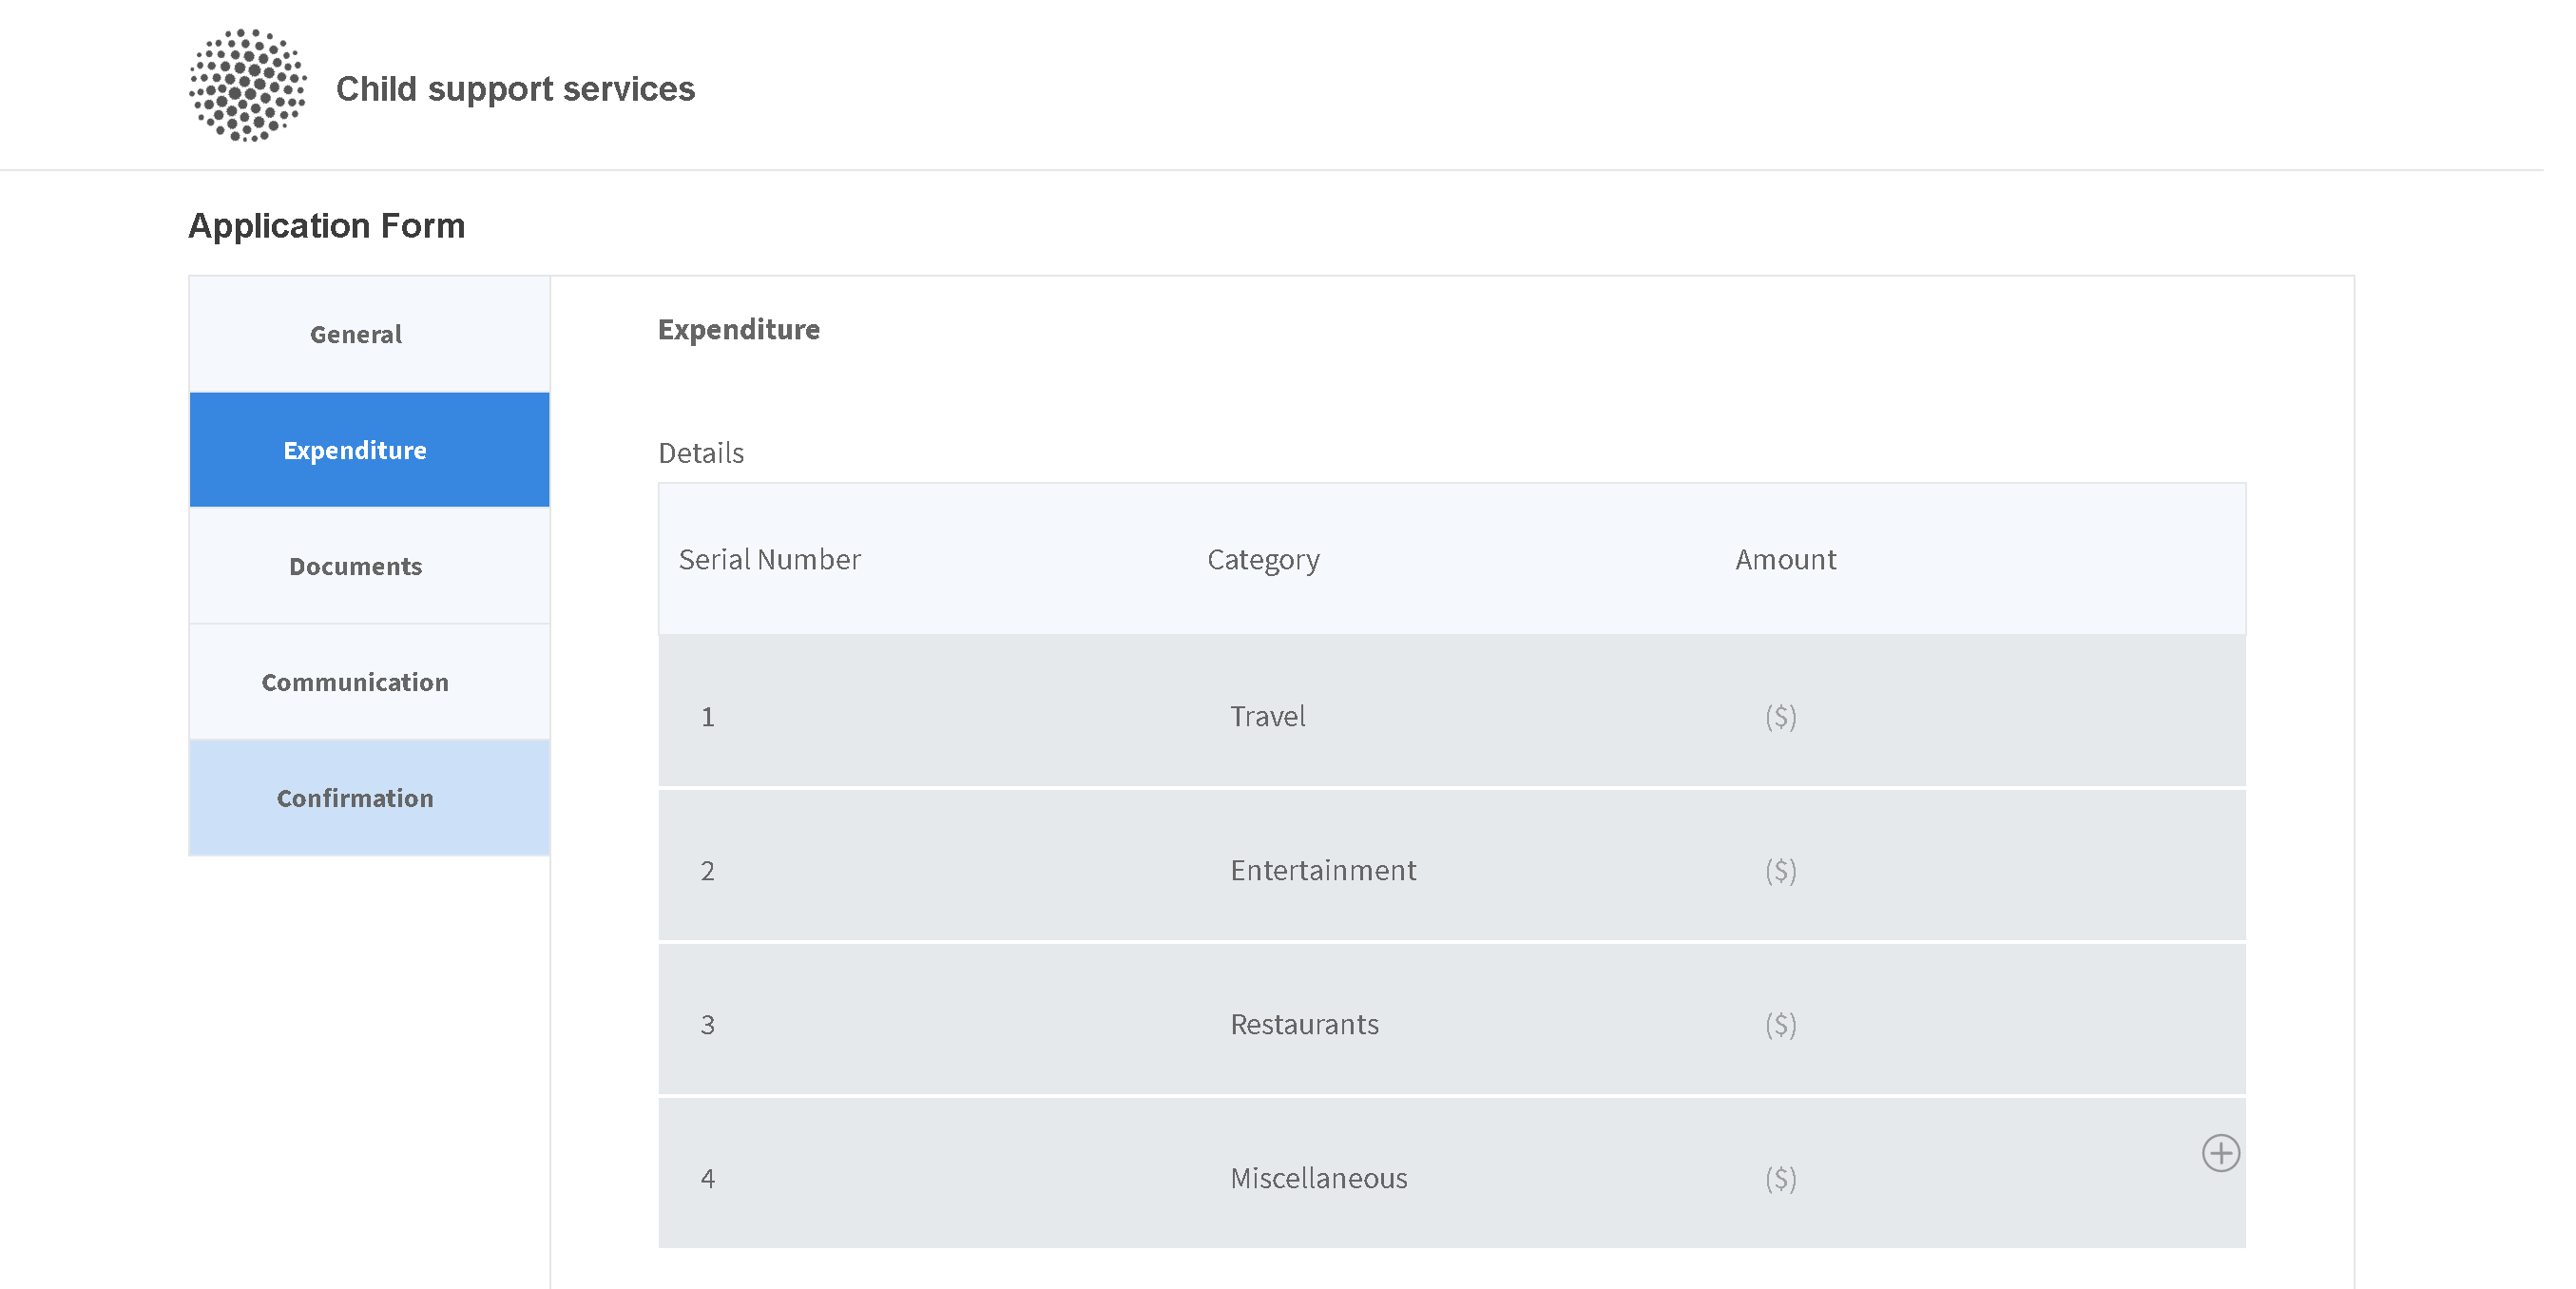 Child support services
Application Form
General
Expenditure
Documents
Communication
Confirmation
Expenditure
Details
Serial Number Category Amount
1 Travel ($)
2 Entertainment ($)
3 Restaurants ($)
4 Miscellaneous ($)